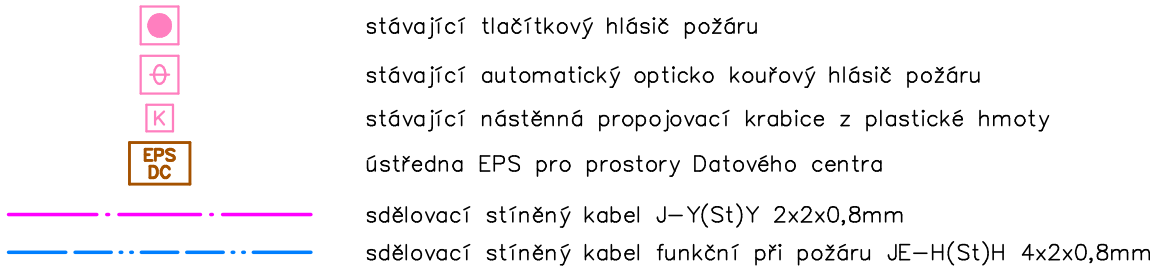 stávající tlačítkový hlásič požáru
stávající automatický opticko kouřový hlásič požáru
K stávající nástěnná propojovací krabice z plastické hmoty
EPS
DC
ústředna EPS pro prostory Datového centra
sdělovací stíněný kabel J-Y(St)Y 2x2x0,8mm
sdělovací stíněný kabel funkční při požáru JE-H(St)H 4x2x0,8mm